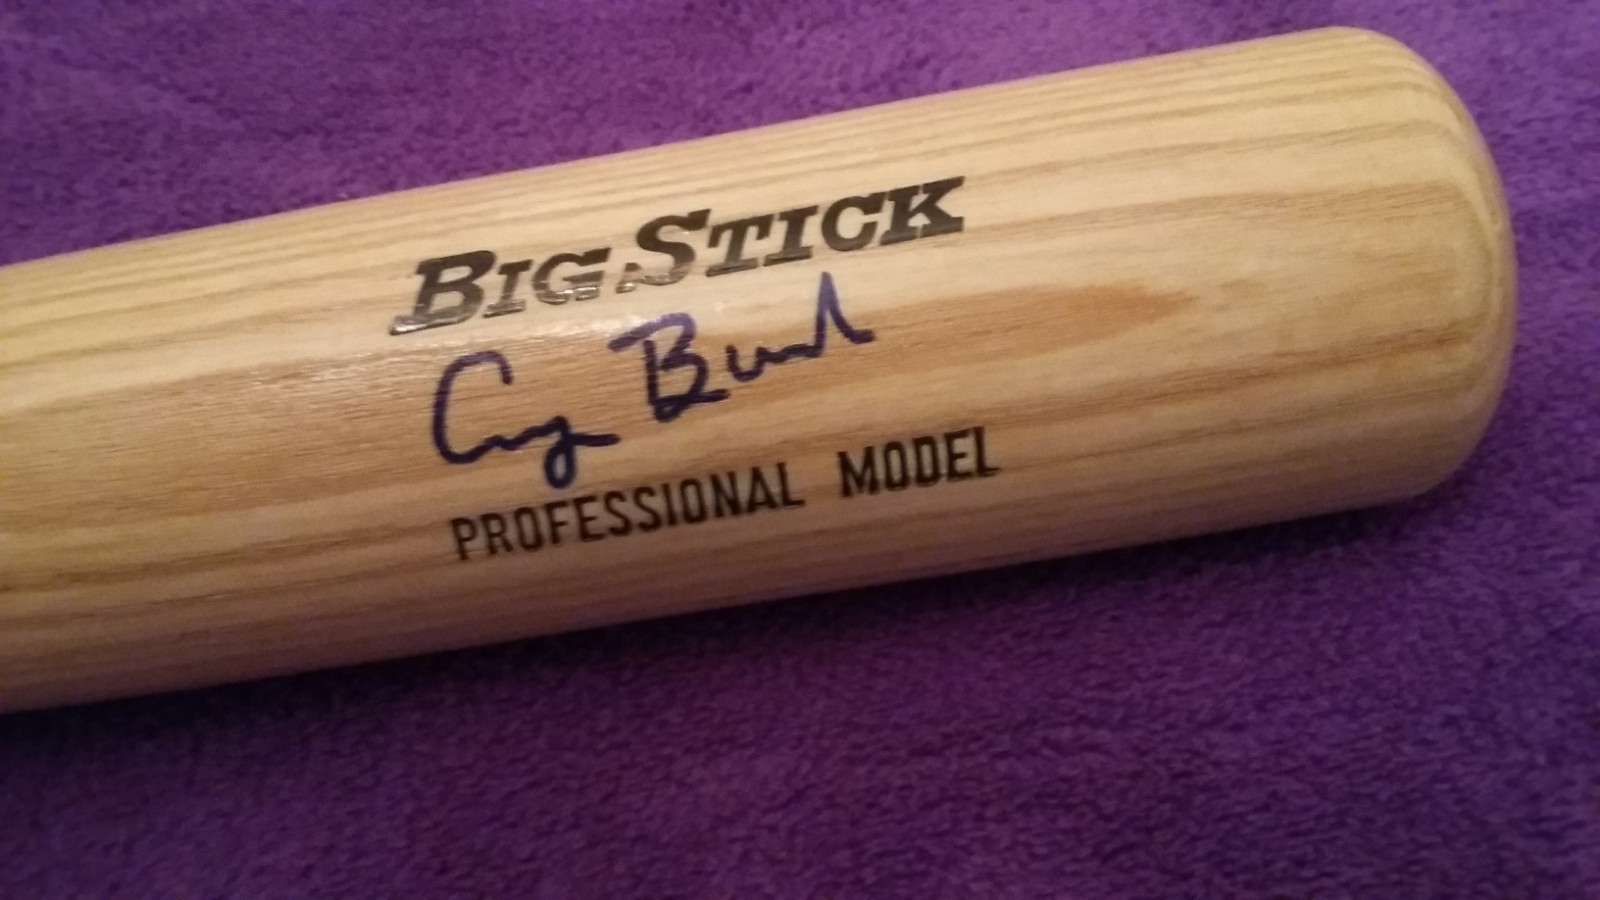 BIG STICK
PROFESSIONAL MODEL